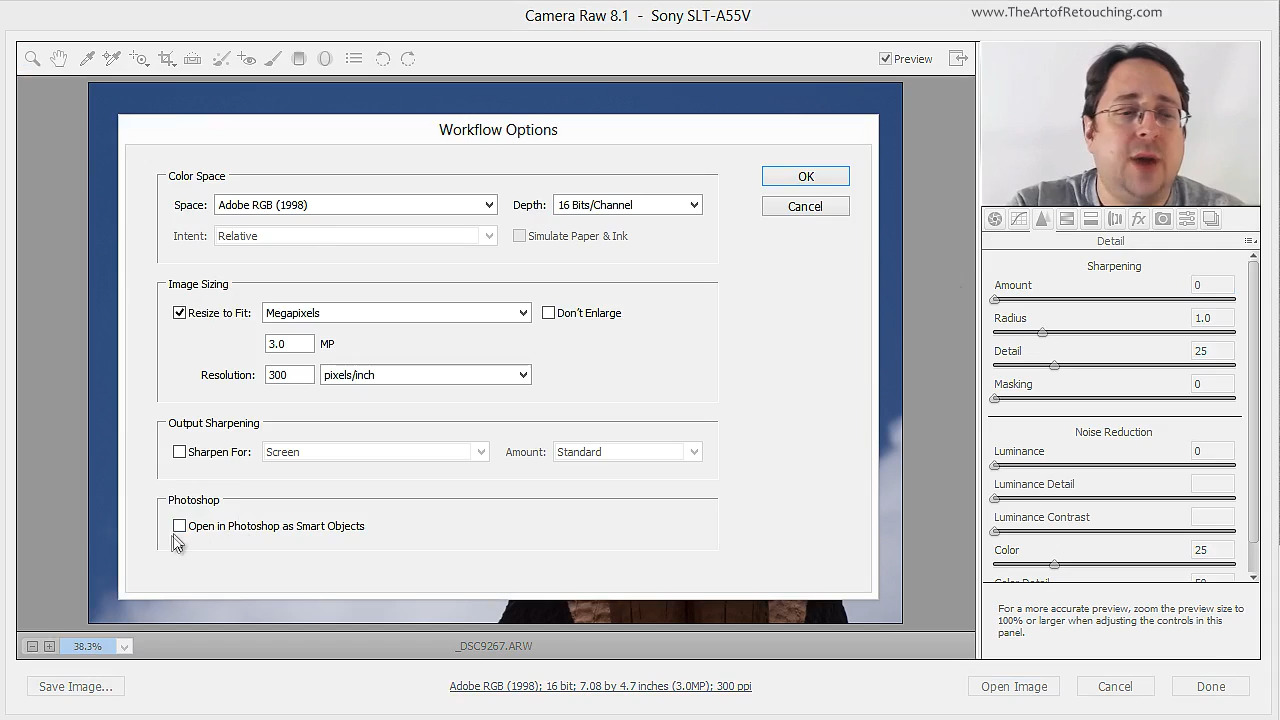 Camera Raw 8.1 - Sony SLT-A55V
www.TheArtofRetouching.com
Preview
Workflow Options
Color Space
Space: Adobe RGB (1998) Depth: 16 Bits/Channel
Intent: Relative Simulate Paper & Ink
OK
Cancel
Image Sizing
Resize to Fit: Megapixels Don't Enlarge
3.0 MP
Resolution: 300 pixels/inch
Output Sharpening
Sharpen For: Screen Amount: Standard
Photoshop
Open in Photoshop as Smart Objects
fx
Detail
Sharpening
Amount 0
Radius 1.0
Detail 25
Masking 0
Noise Reduction
Luminance 0
Luminance Detail
Luminance Contrast
Color 25
For a more accurate preview, zoom the preview size to
100% or larger when adjusting the controls in this
panel.
38.3%
_DSC9267.ARW
Save Image...
Adobe RGB (1998); 16 bit; 7.08 by 4.7 inches (3.0MP); 300 ppi
Open Image
Cancel
Done